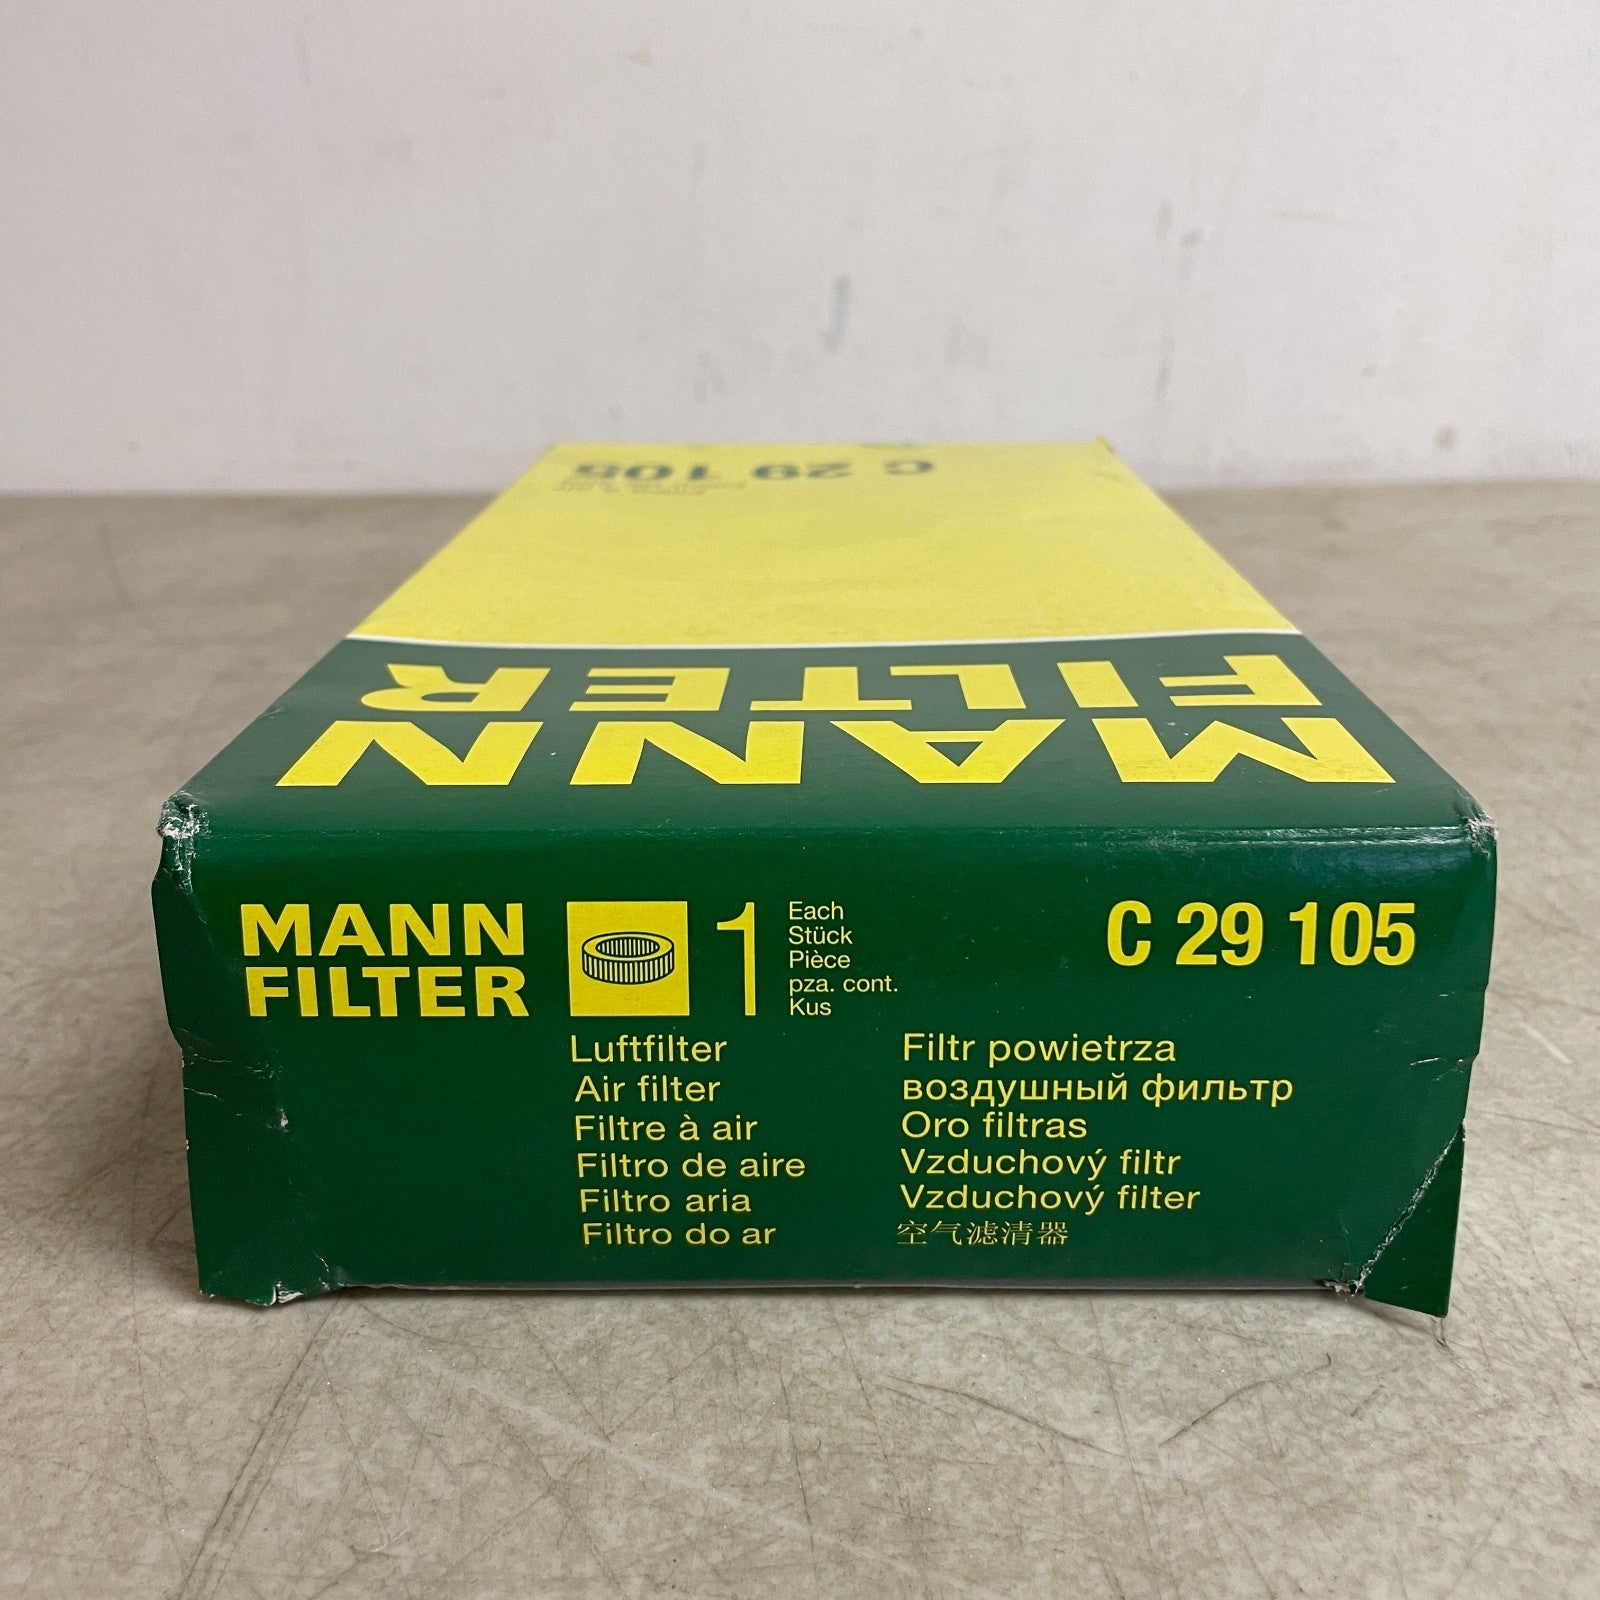 C 29 105
MANN
FILTER
MANN
FILTER
1
Each
Stück
Pièce
pza. cont.
Kus
C 29 105
Luftfilter
Air filter
Filtre à air
Filtro de aire
Filtro aria
Filtro do ar
Filtr powietrza
воздушный фильтр
Oro filtras
Vzduchový filtr
Vzduchový filter
空气滤清器